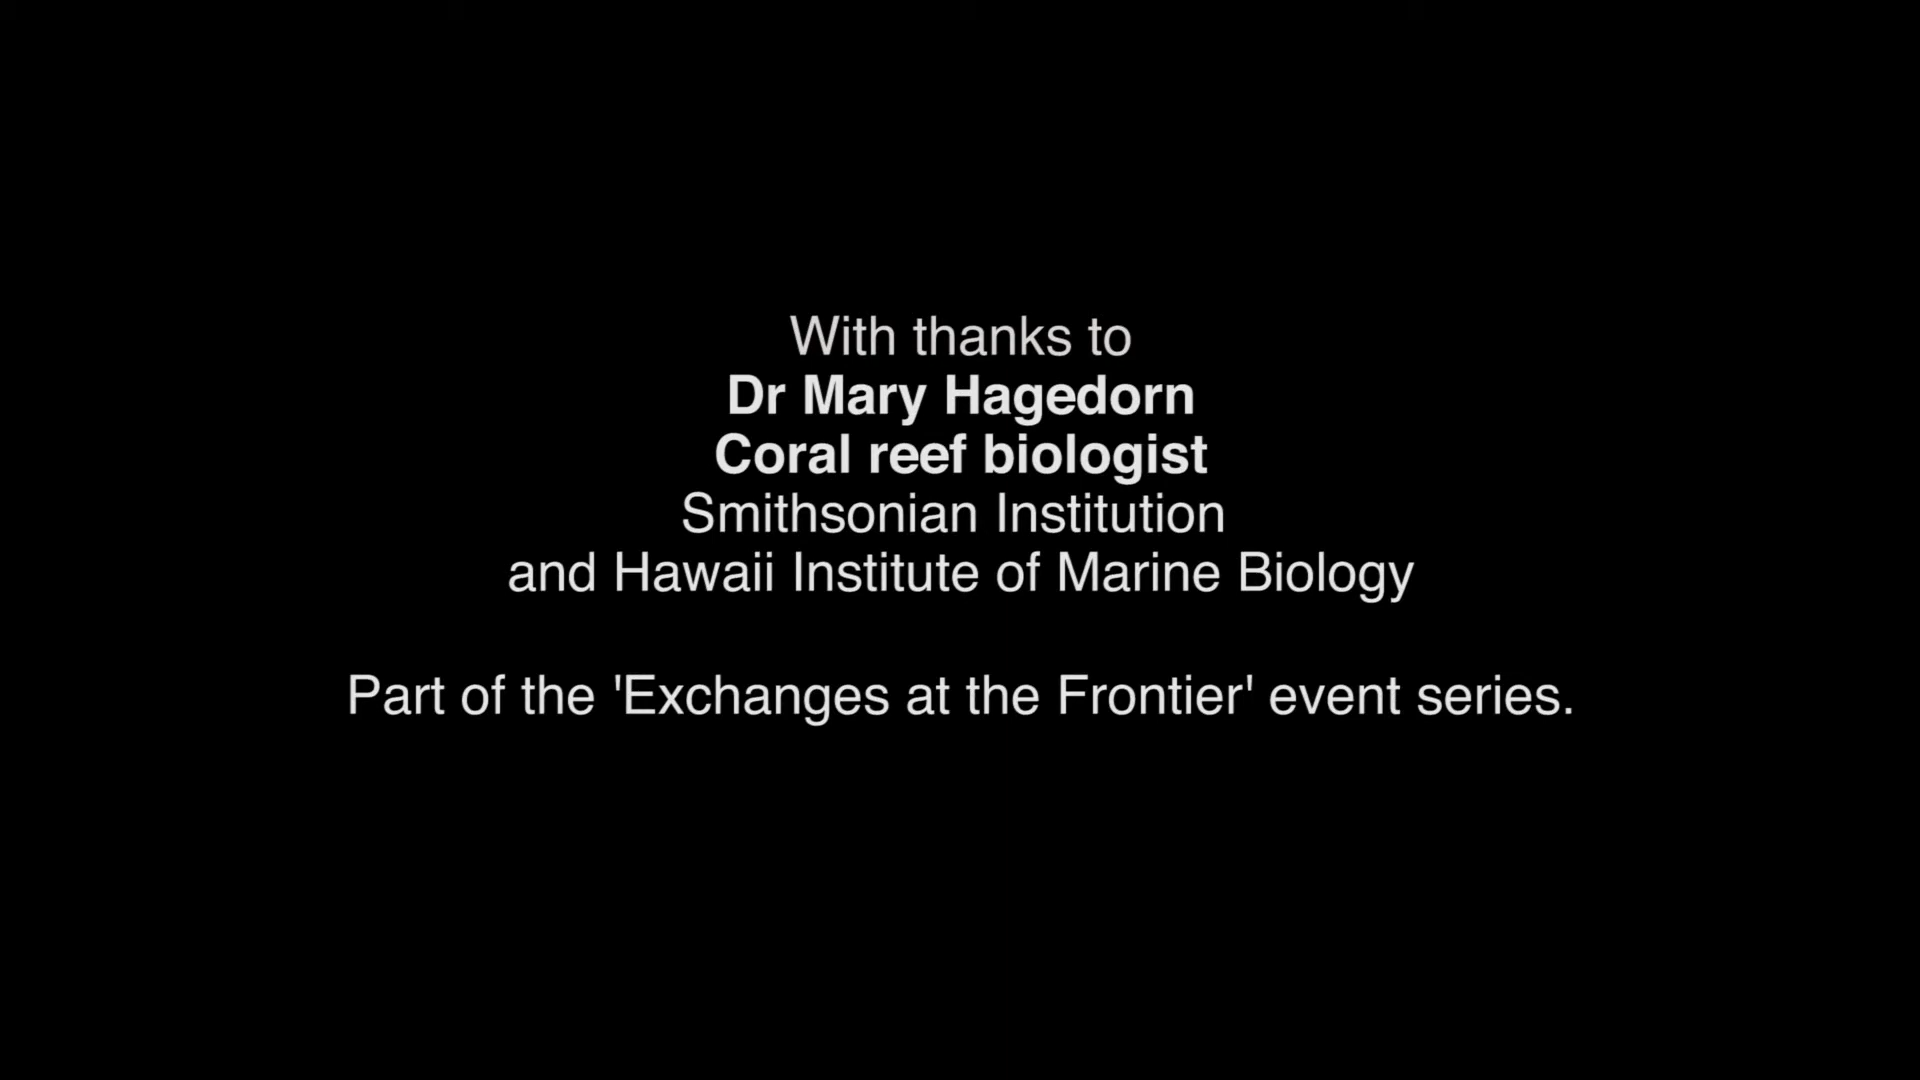 With thanks to
Dr Mary Hagedorn
Coral reef biologist
Smithsonian Institution
and Hawaii Institute of Marine Biology
Part of the 'Exchanges at the Frontier' event series.